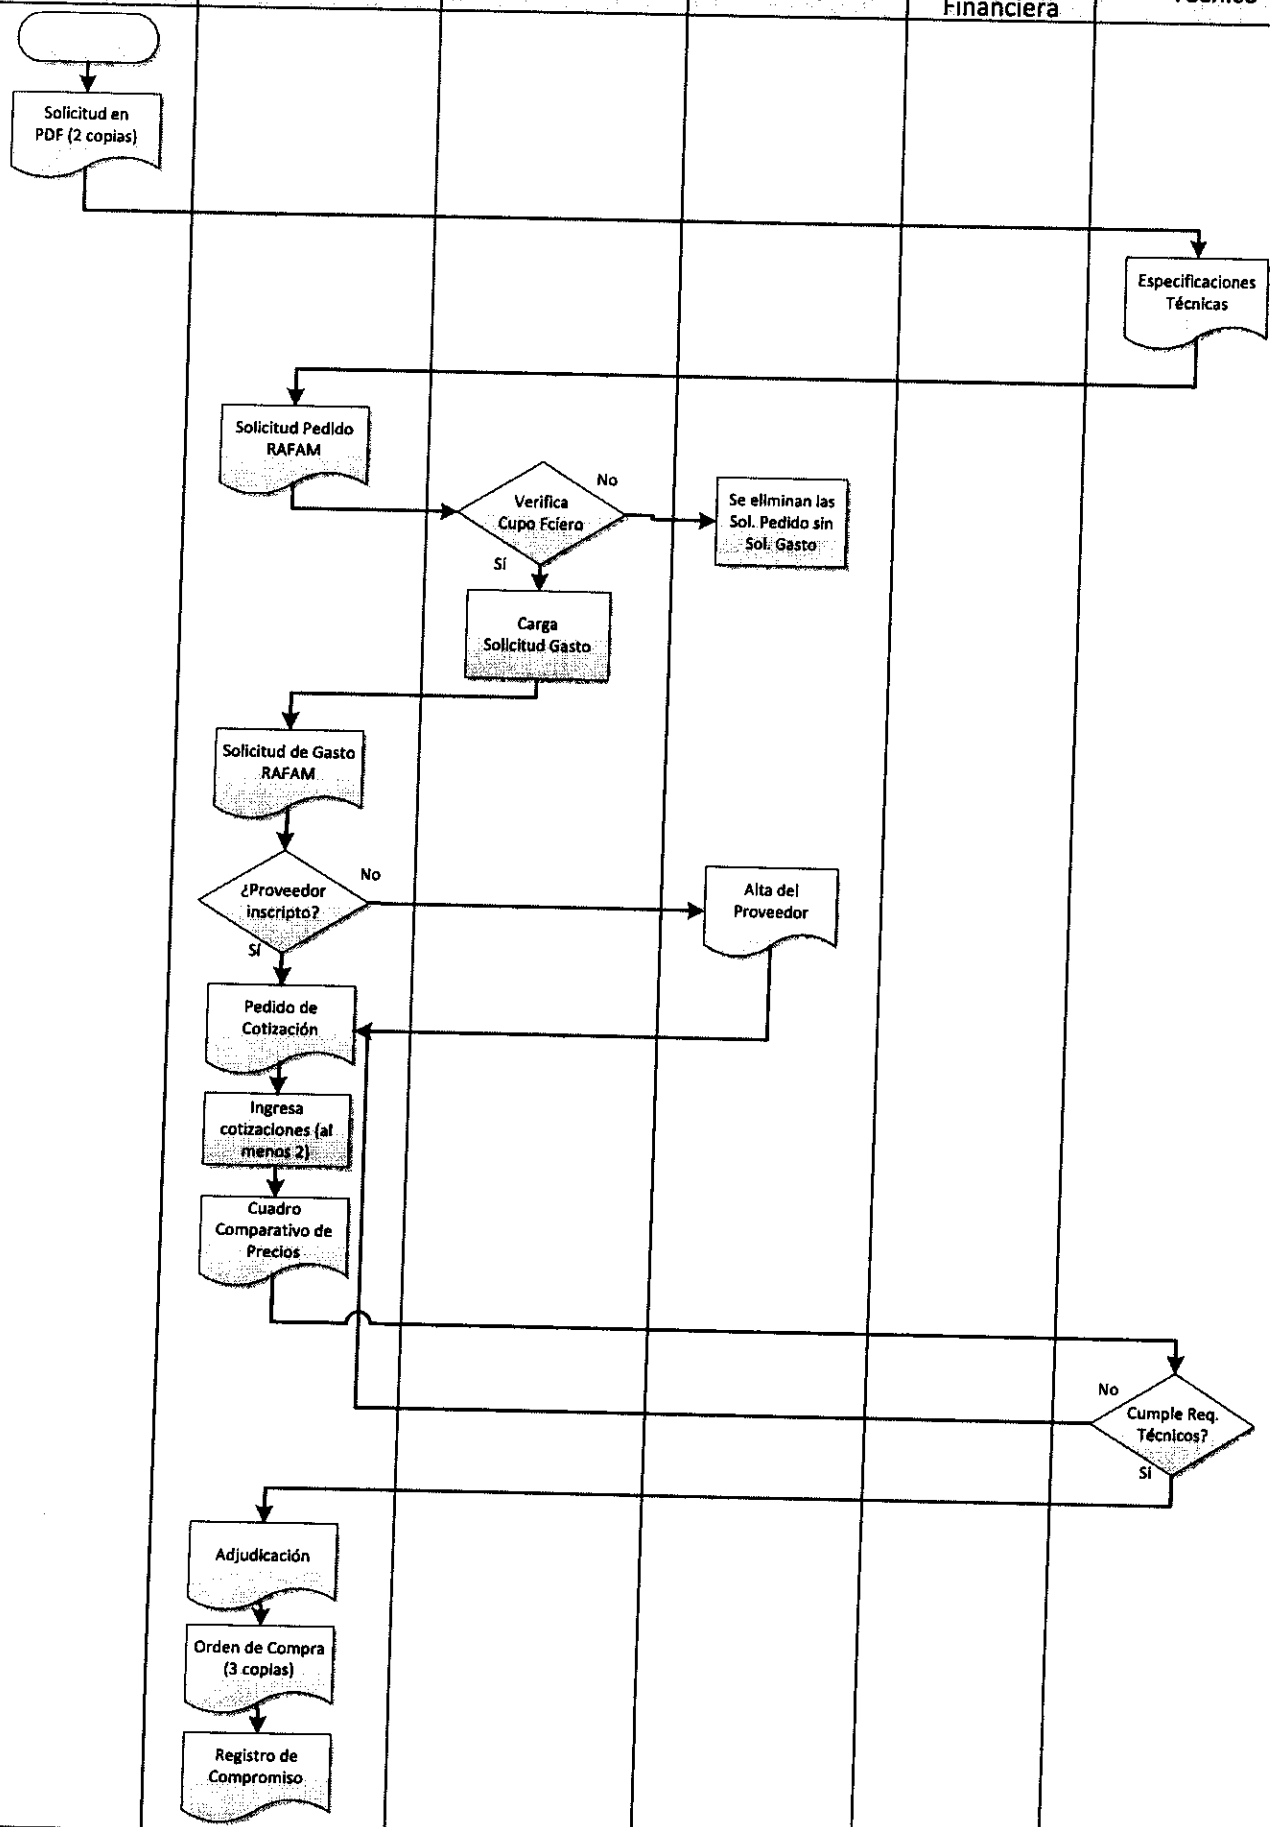 Financiera
Solicitud en
PDF (2 copias)
Especificaciones
Técnicas
Solicitud Pedido
RAFAM
No
Verifica
Cupo Fciero
Se eliminan las
Sol. Pedido sin
Sol. Gasto
Sí
Carga
Solicitud Gasto
Solicitud de Gasto
RAFAM
¿Proveedor
inscripto?
No
Alta del
Proveedor
Sí
Pedido de
Cotización
Ingresa
cotizaciones (al
menos 2)
Cuadro
Comparativo de
Precios
No
Cumple Req.
Técnicos?
Sí
Adjudicación
Orden de Compra
(3 copias)
Registro de
Compromiso